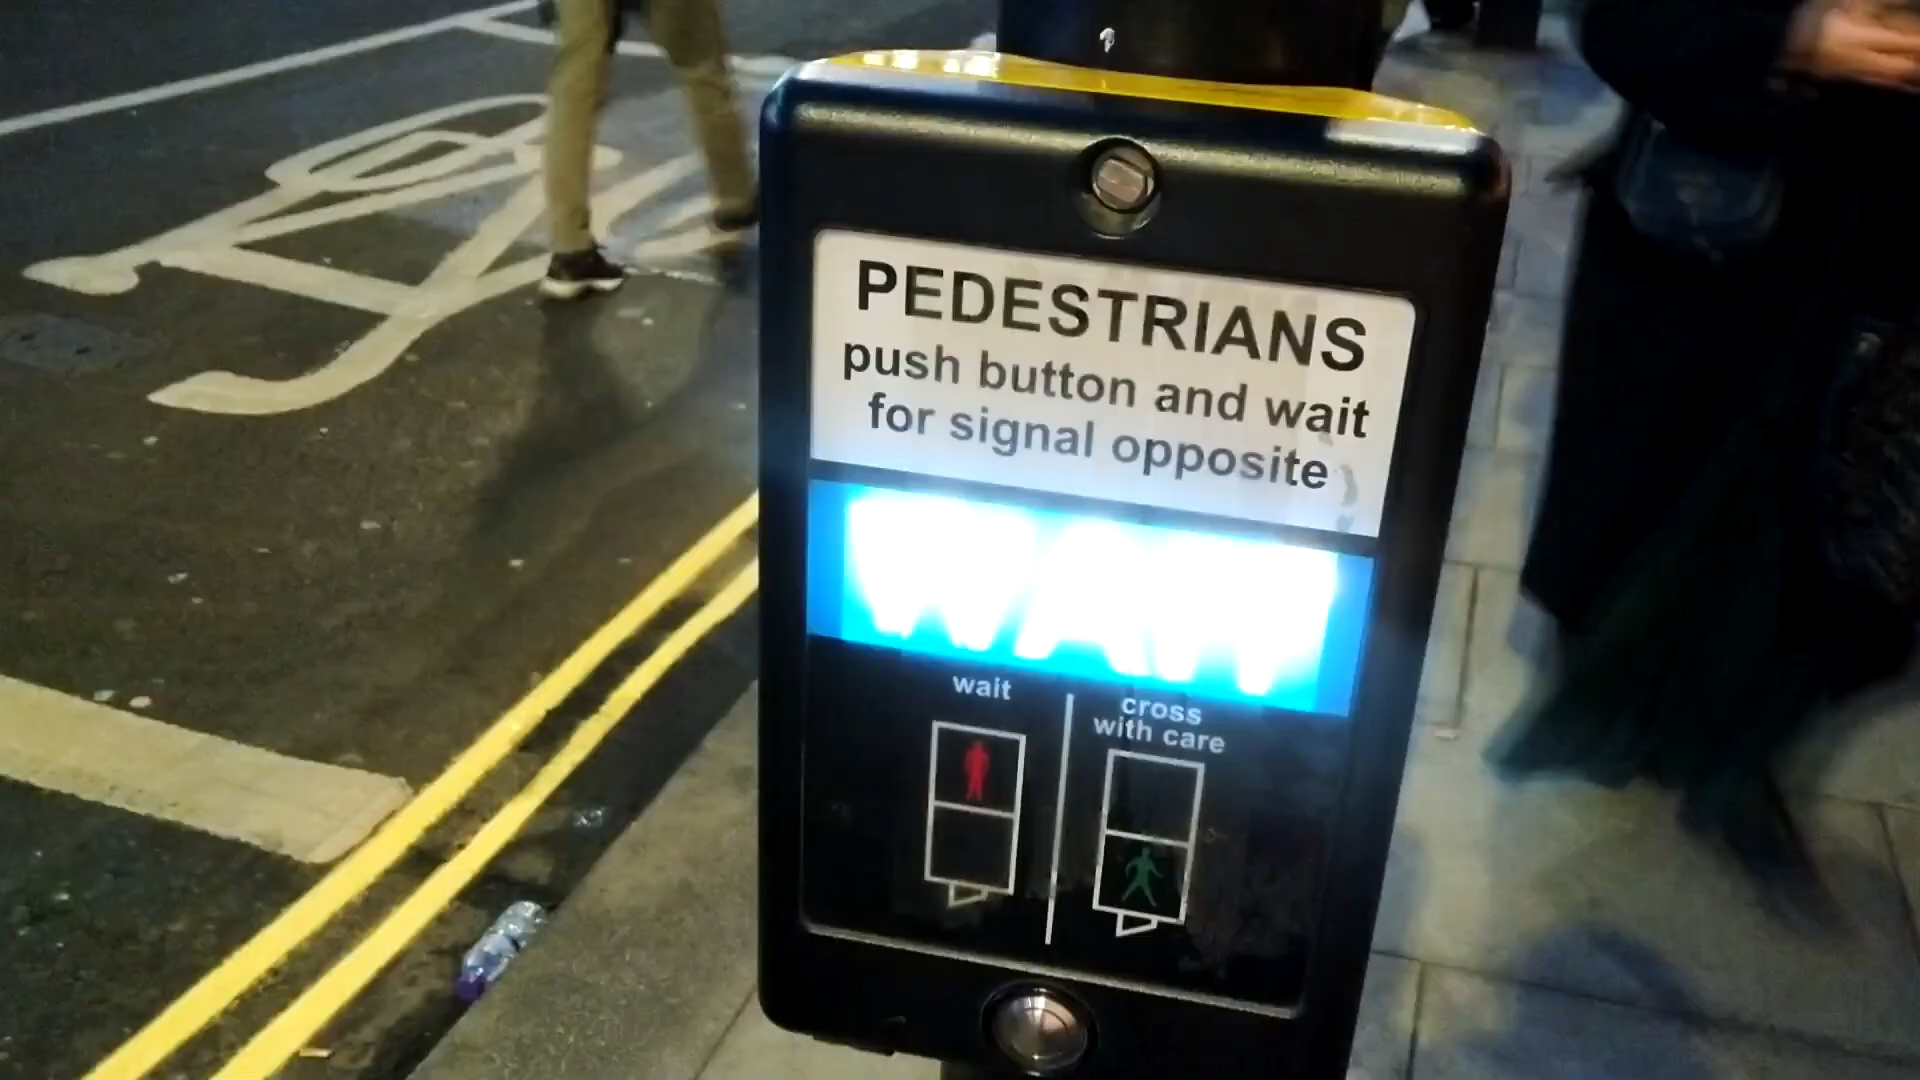 PEDESTRIANS
push button and wait
for signal opposite
WAIT
wait
cross
with care